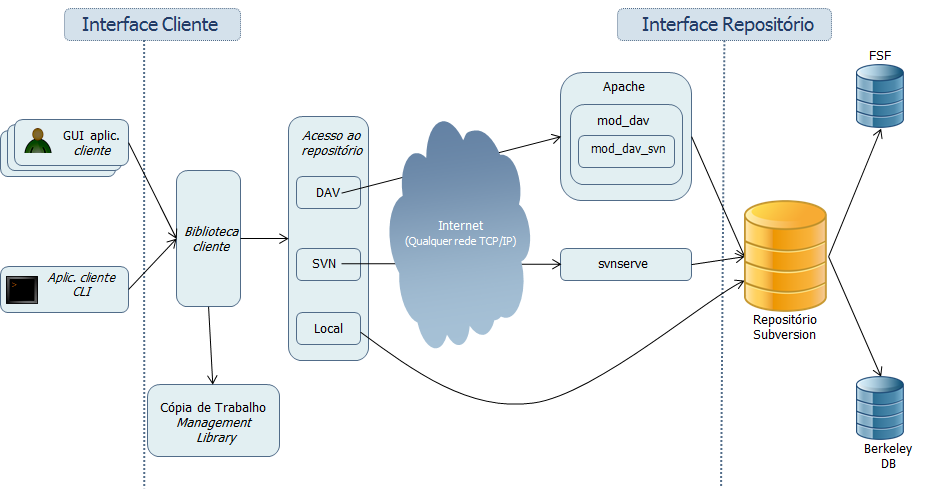 Interface Cliente
Interface Repositório
FSF
Apache
mod_dav
mod_dav_svn
GUI aplic.
cliente
Acesso ao
repositório
DAV
Biblioteca
cliente
Internet
(Qualquer rede TCP/IP)
SVN
svnserve
Aplic. cliente
CLI
Local
Repositório
Subversion
Cópia de Trabalho
Management
Library
Berkeley
DB